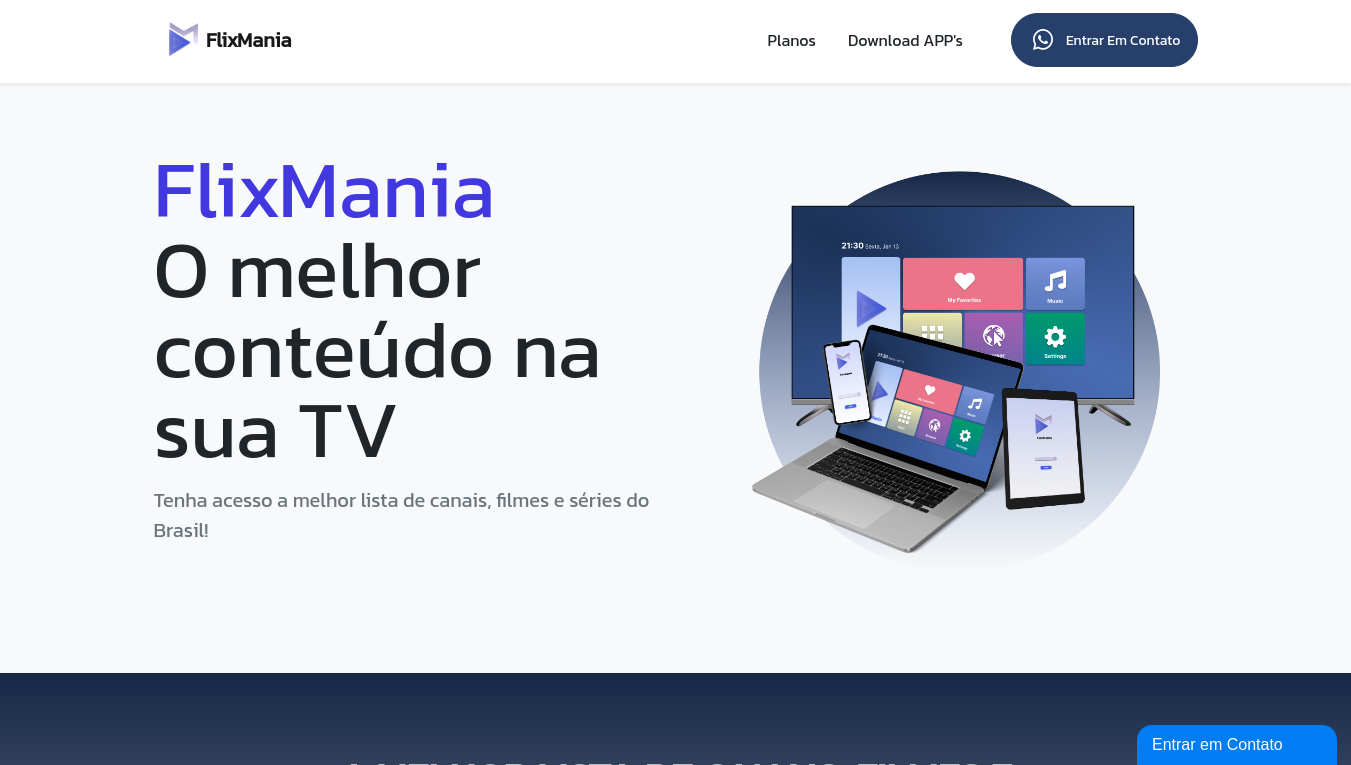 FlixMania
Planos
Download APP's
Entrar Em Contato
FlixMania
O melhor
conteúdo na
sua TV
Tenha acesso a melhor lista de canais, filmes e séries do
Brasil!
21:30 Sexta, Jan 13
My Favorites
Music
Settings
Entrar em Contato